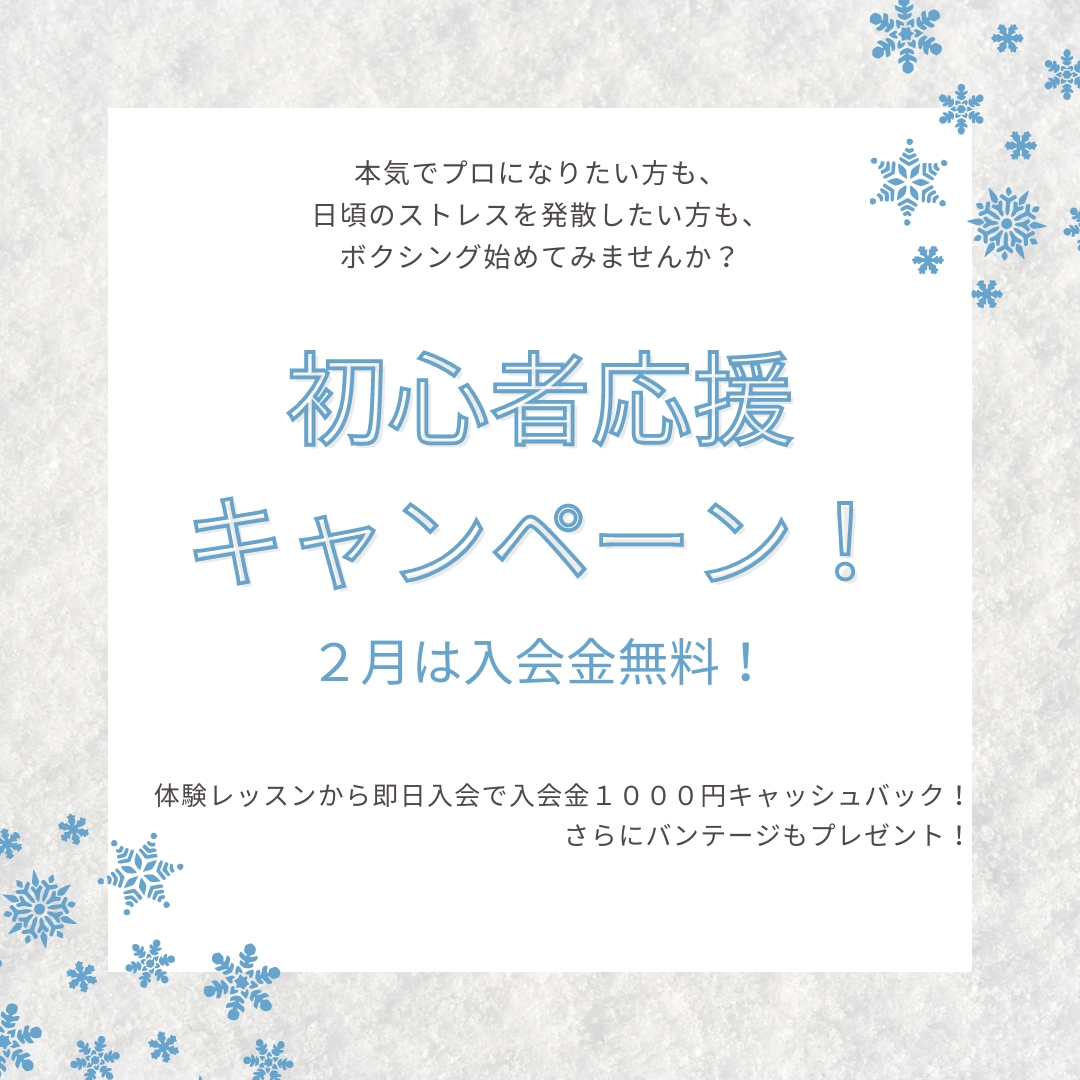 本気でプロになりたい方も、
日頃のストレスを発散したい方も、
ボクシング始めてみませんか？
初心者応援
キャンペーン！
２月は入会金無料！
体験レッスンから即日入会で入会金１０００円キャッシュバック！
さらにバンテージもプレゼント！